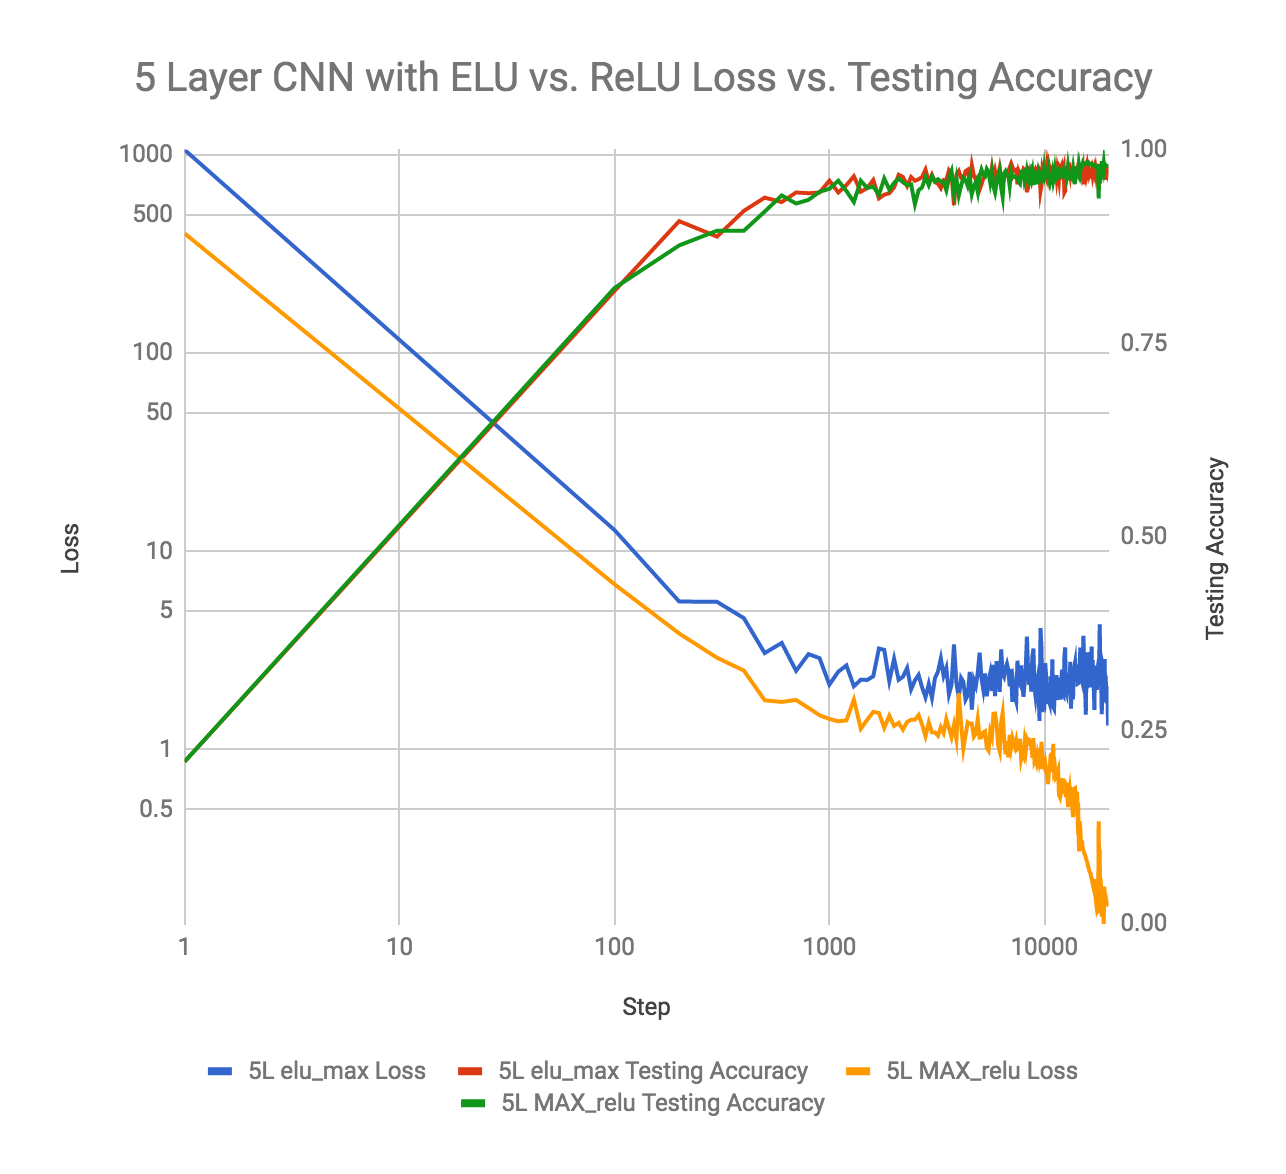 5 Layer CNN with ELU vs. ReLU Loss vs. Testing Accuracy
1000
500
100
50
10
5
1
0.5
Loss
1.00
0.75
0.50
0.25
0.00
Testing Accuracy
1 10 100 1000 10000
Step
5L elu_max Loss 5L elu_max Testing Accuracy 5L MAX_relu Loss
5L MAX_relu Testing Accuracy